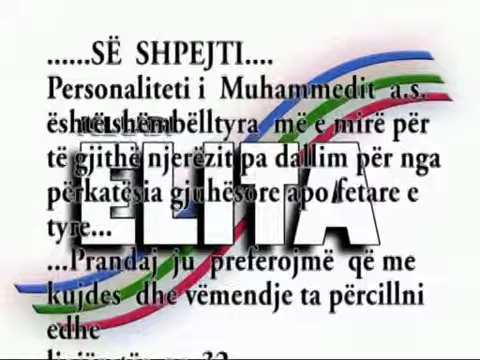 ......SË SHPEJTI....
Personaliteti i Muhammedit a.s.
është shëmbëlltyra më e mirë për
të gjithë njerëzit pa dallim për nga
përkatësia gjuhësore apo fetare e
tyre...
...Prandaj ju preferojmë që me
kujdes dhe vëmendje ta përcillni
edhe
ELITA